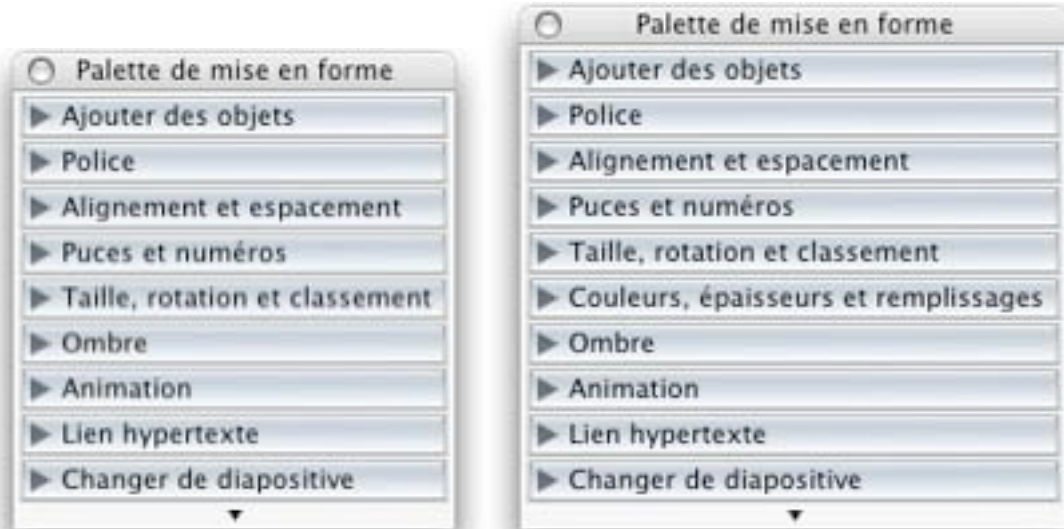 Palette de mise en forme
Ajouter des objets
Police
Alignement et espacement
Puces et numéros
Taille, rotation et classement
Ombre
Animation
Lien hypertexte
Changer de diapositive
Palette de mise en forme
Ajouter des objets
Police
Alignement et espacement
Puces et numéros
Taille, rotation et classement
Couleurs, épaisseurs et remplissages
Ombre
Animation
Lien hypertexte
Changer de diapositive